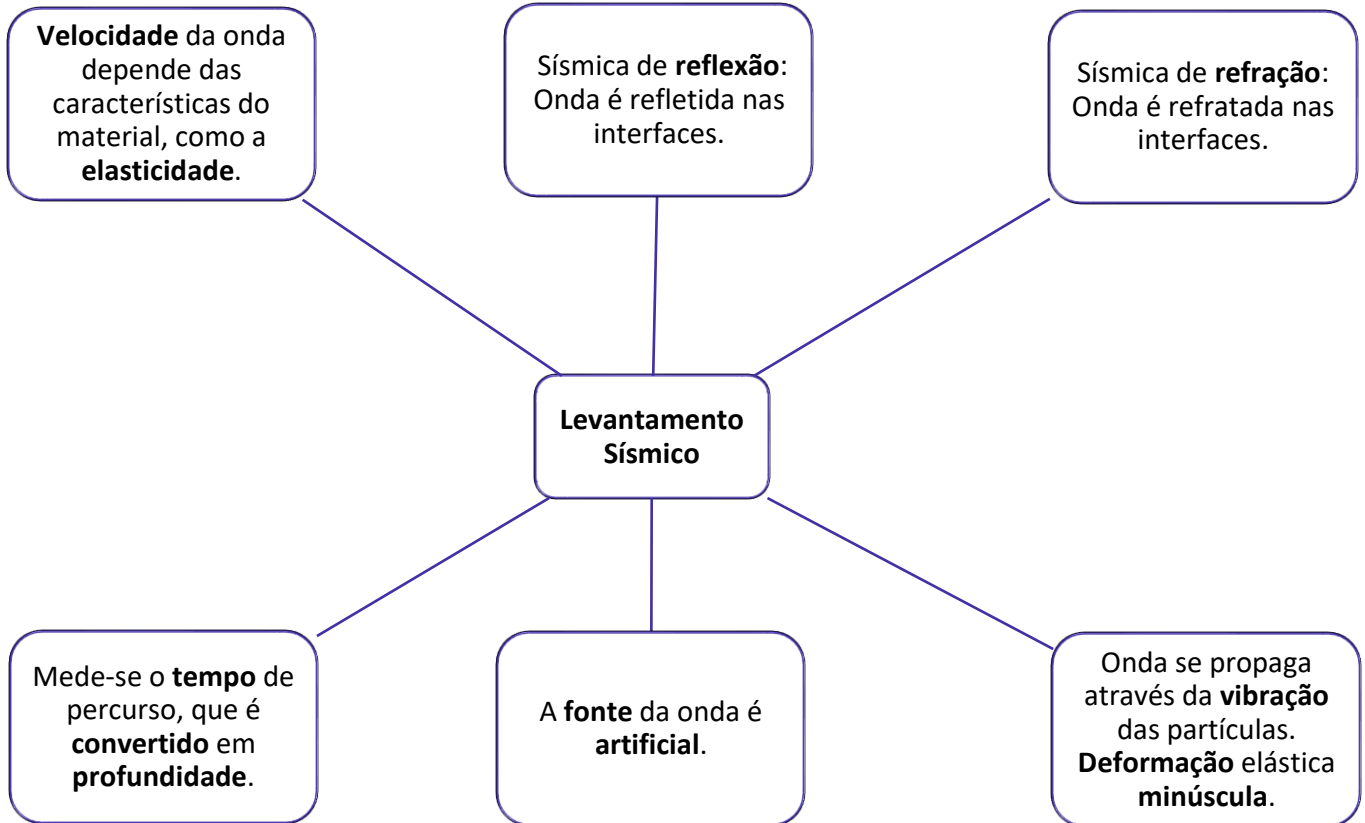 Velocidade da onda
depende das
características do
material, como a
elasticidade.
Sísmica de reflexão:
Onda é refletida nas
interfaces.
Sísmica de refração:
Onda é refratada nas
interfaces.
Levantamento
Sísmico
Mede-se o tempo de
percurso, que é
convertido em
profundidade.
A fonte da onda é
artificial.
Onda se propaga
através da vibração
das partículas.
Deformação elástica
minúscula.